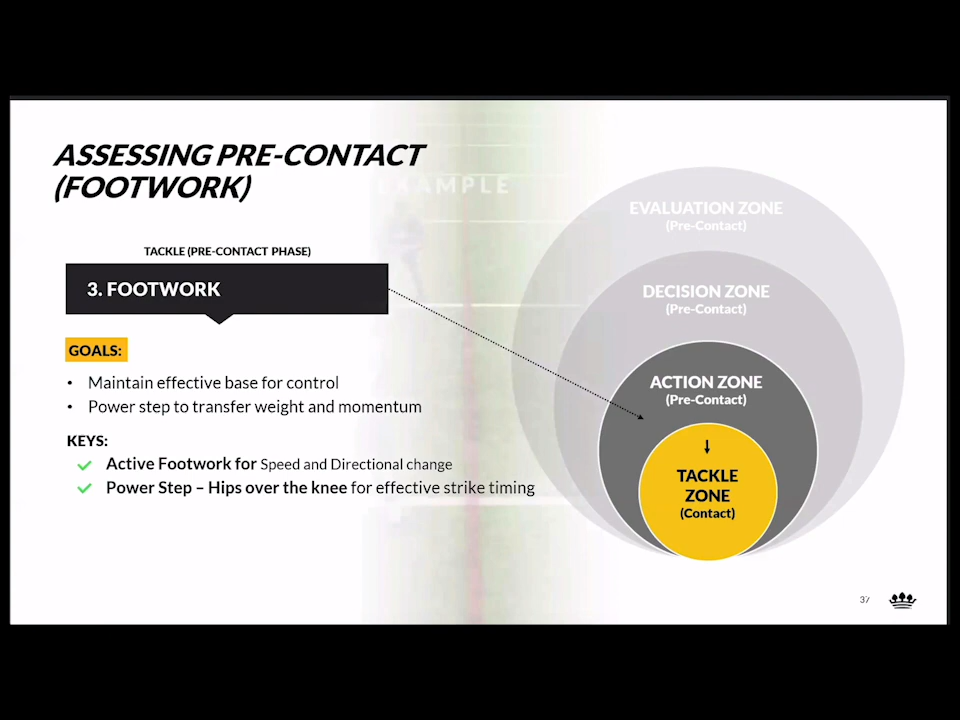 ASSESSING PRE-CONTACT
(FOOTWORK)
EXAMPLE
TACKLE (PRE-CONTACT PHASE)
3. FOOTWORK
GOALS:
• Maintain effective base for control
• Power step to transfer weight and momentum
KEYS:
Active Footwork for Speed and Directional change
Power Step – Hips over the knee for effective strike timing
EVALUATION ZONE
(Pre-Contact)
DECISION ZONE
(Pre-Contact)
ACTION ZONE
(Pre-Contact)
TACKLE
ZONE
(Contact)
37